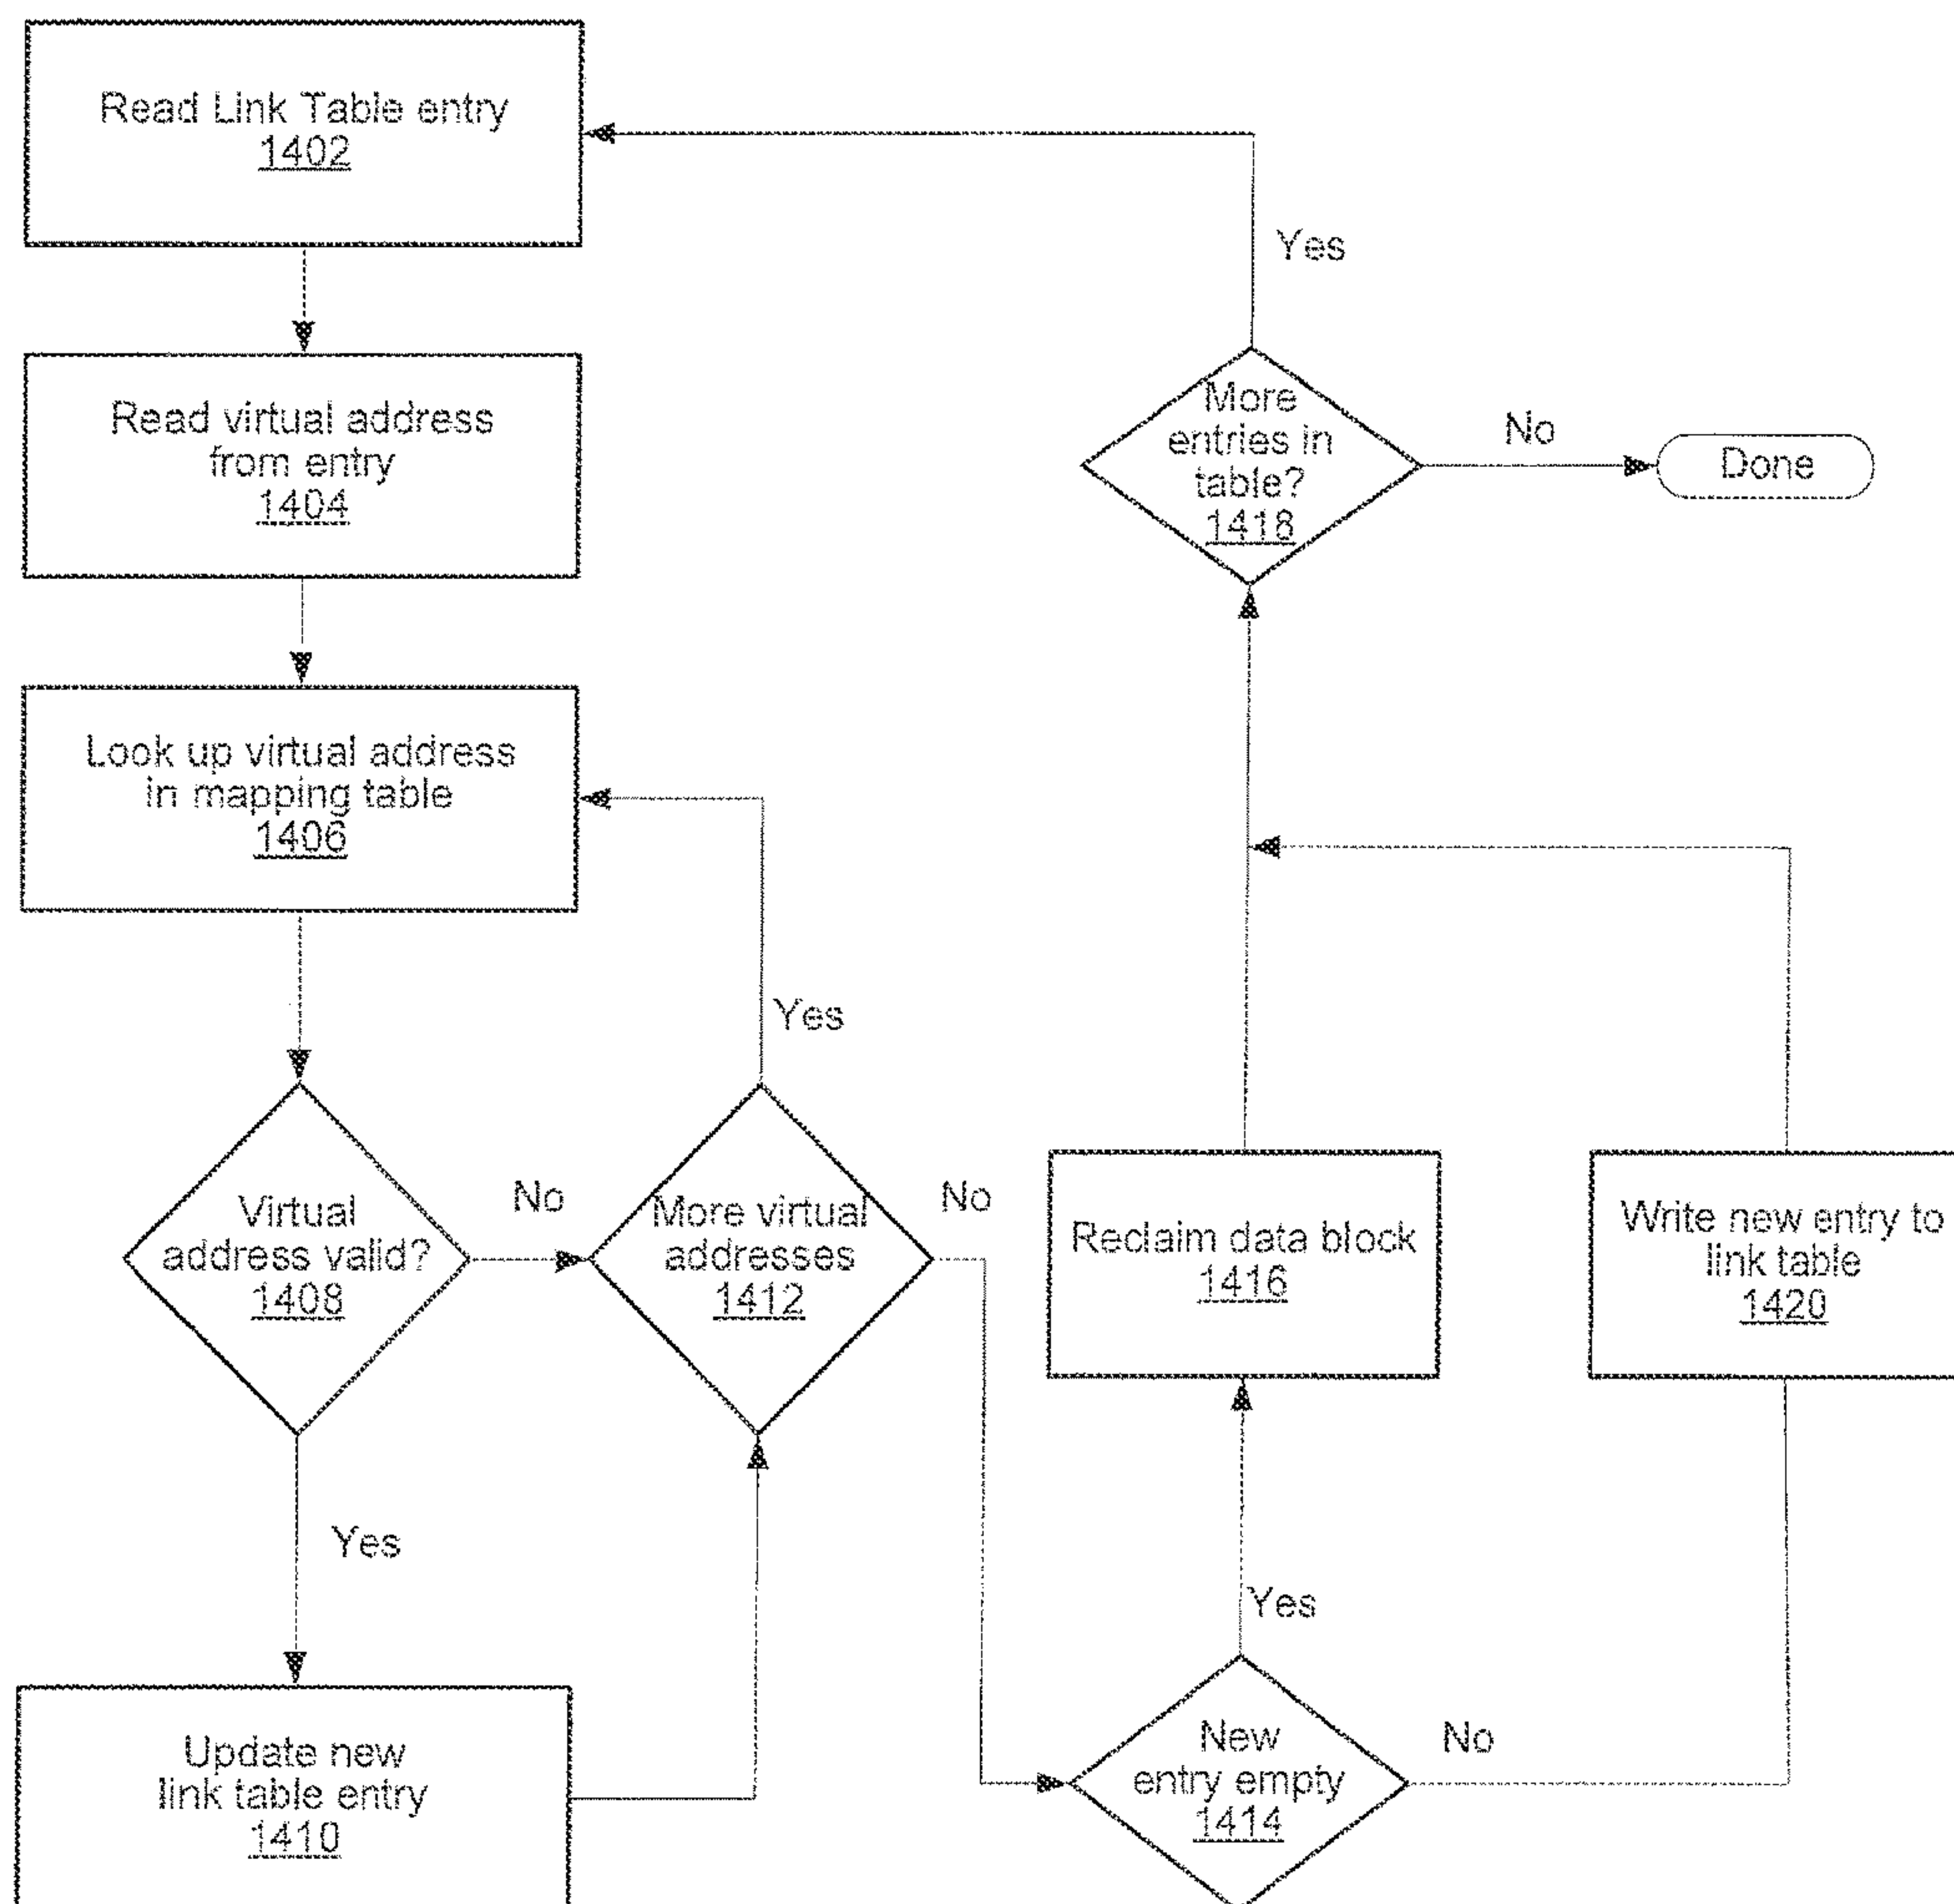 Read Link Table entry
1402
Yes
Read virtual address
from entry
1404
More
entries in
table?
1418
No
Done
Look up virtual address
in mapping table
1406
Yes
Virtual
address valid?
1408
No
More virtual
addresses
1412
No
Reclaim data block
1416
Write new entry to
link table
1420
Yes
Yes
Update new
link table entry
1410
New
entry empty
1414
No